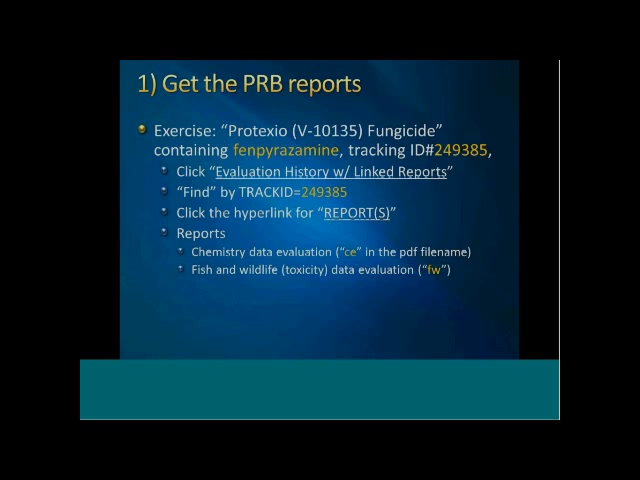 1) Get the PRB reports
Exercise: “Protexio (V-10135) Fungicide”
containing fenpyrazamine, tracking ID#249385,
Click “Evaluation History w/ Linked Reports”
“Find” by TRACKID=249385
Click the hyperlink for “REPORT(S)”
Reports
Chemistry data evaluation (“ce” in the pdf filename)
Fish and wildlife (toxicity) data evaluation (“fw”)